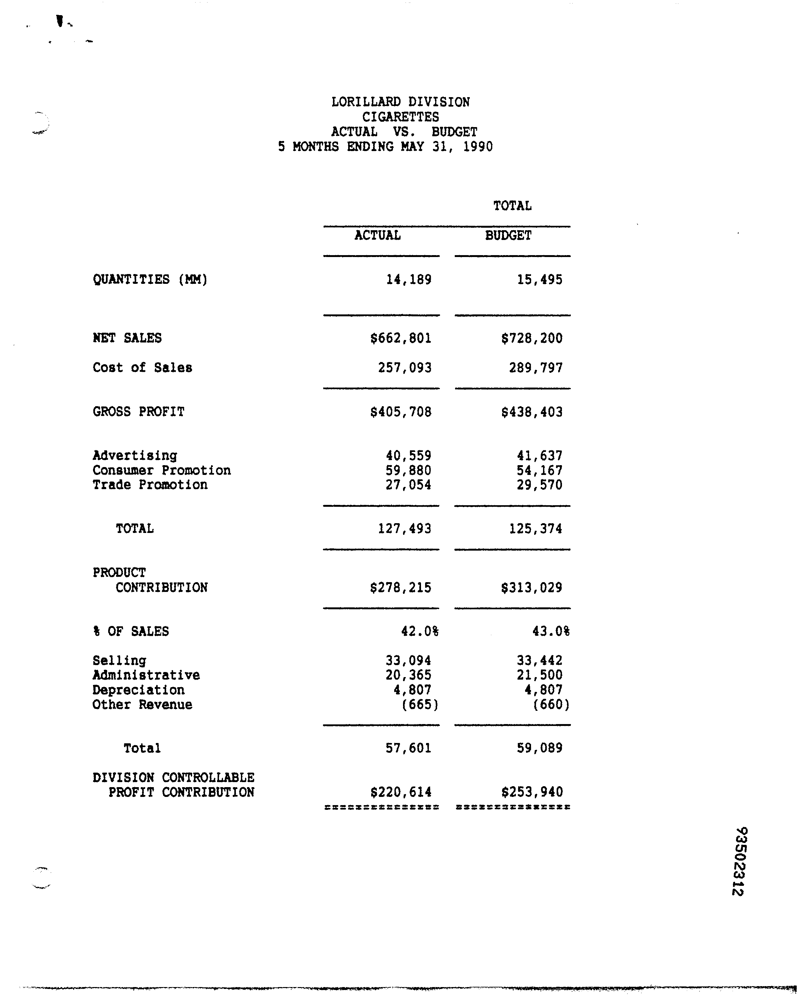 LORILLARD DIVISION
CIGARETTES
ACTUAL VS. BUDGET
5 MONTHS ENDING MAY 31, 1990
TOTAL
ACTUAL BUDGET
QUANTITIES (MM) 14,189 15,495
NET SALES $662,801 $728,200
Cost of Sales 257,093 289,797
GROSS PROFIT $405,708 $438,403
Advertising 40,559 41,637
Consumer Promotion 59,880 54,167
Trade Promotion 27,054 29,570
TOTAL 127,493 125,374
PRODUCT
CONTRIBUTION $278,215 $313,029
% OF SALES 42.0% 43.0%
Selling 33,094 33,442
Administrative 20,365 21,500
Depreciation 4,807 4,807
Other Revenue (665) (660)
Total 57,601 59,089
DIVISION CONTROLLABLE
PROFIT CONTRIBUTION $220,614 $253,940
93502312